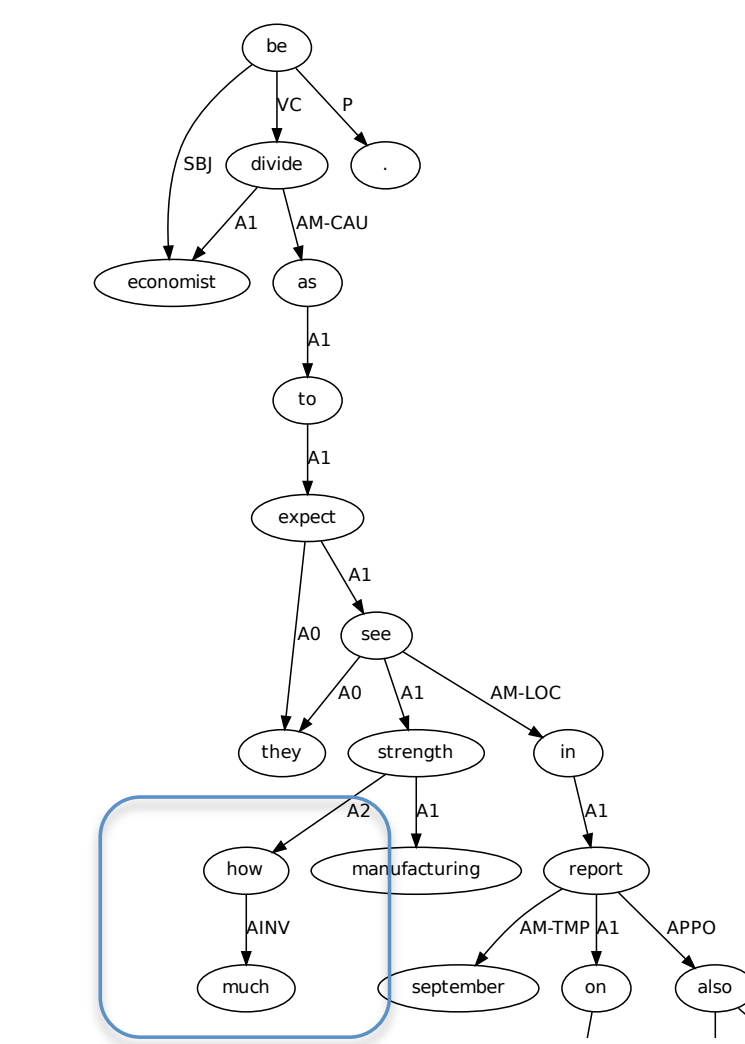 be
VC P
SBJ divide .
A1 AM-CAU
economist as
A1
to
A1
expect
A1
A0 see
A0 A1 AM-LOC
they strength in
A2 A1 A1
how manufacturing report
AINV AM-TMP A1 APPO
much september on also